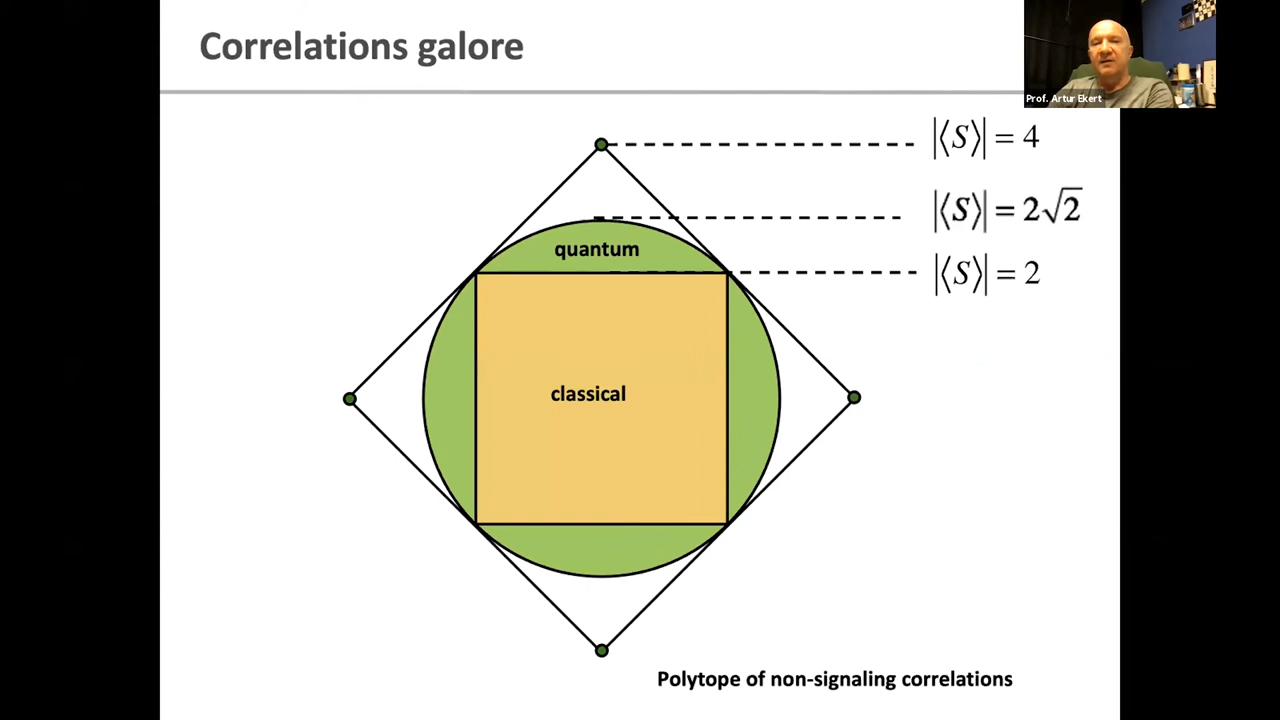 Correlations galore
Prof. Artur Ekert
|⟨S⟩| = 4
|⟨S⟩| = 2√2
quantum
|⟨S⟩| = 2
classical
Polytope of non-signaling correlations